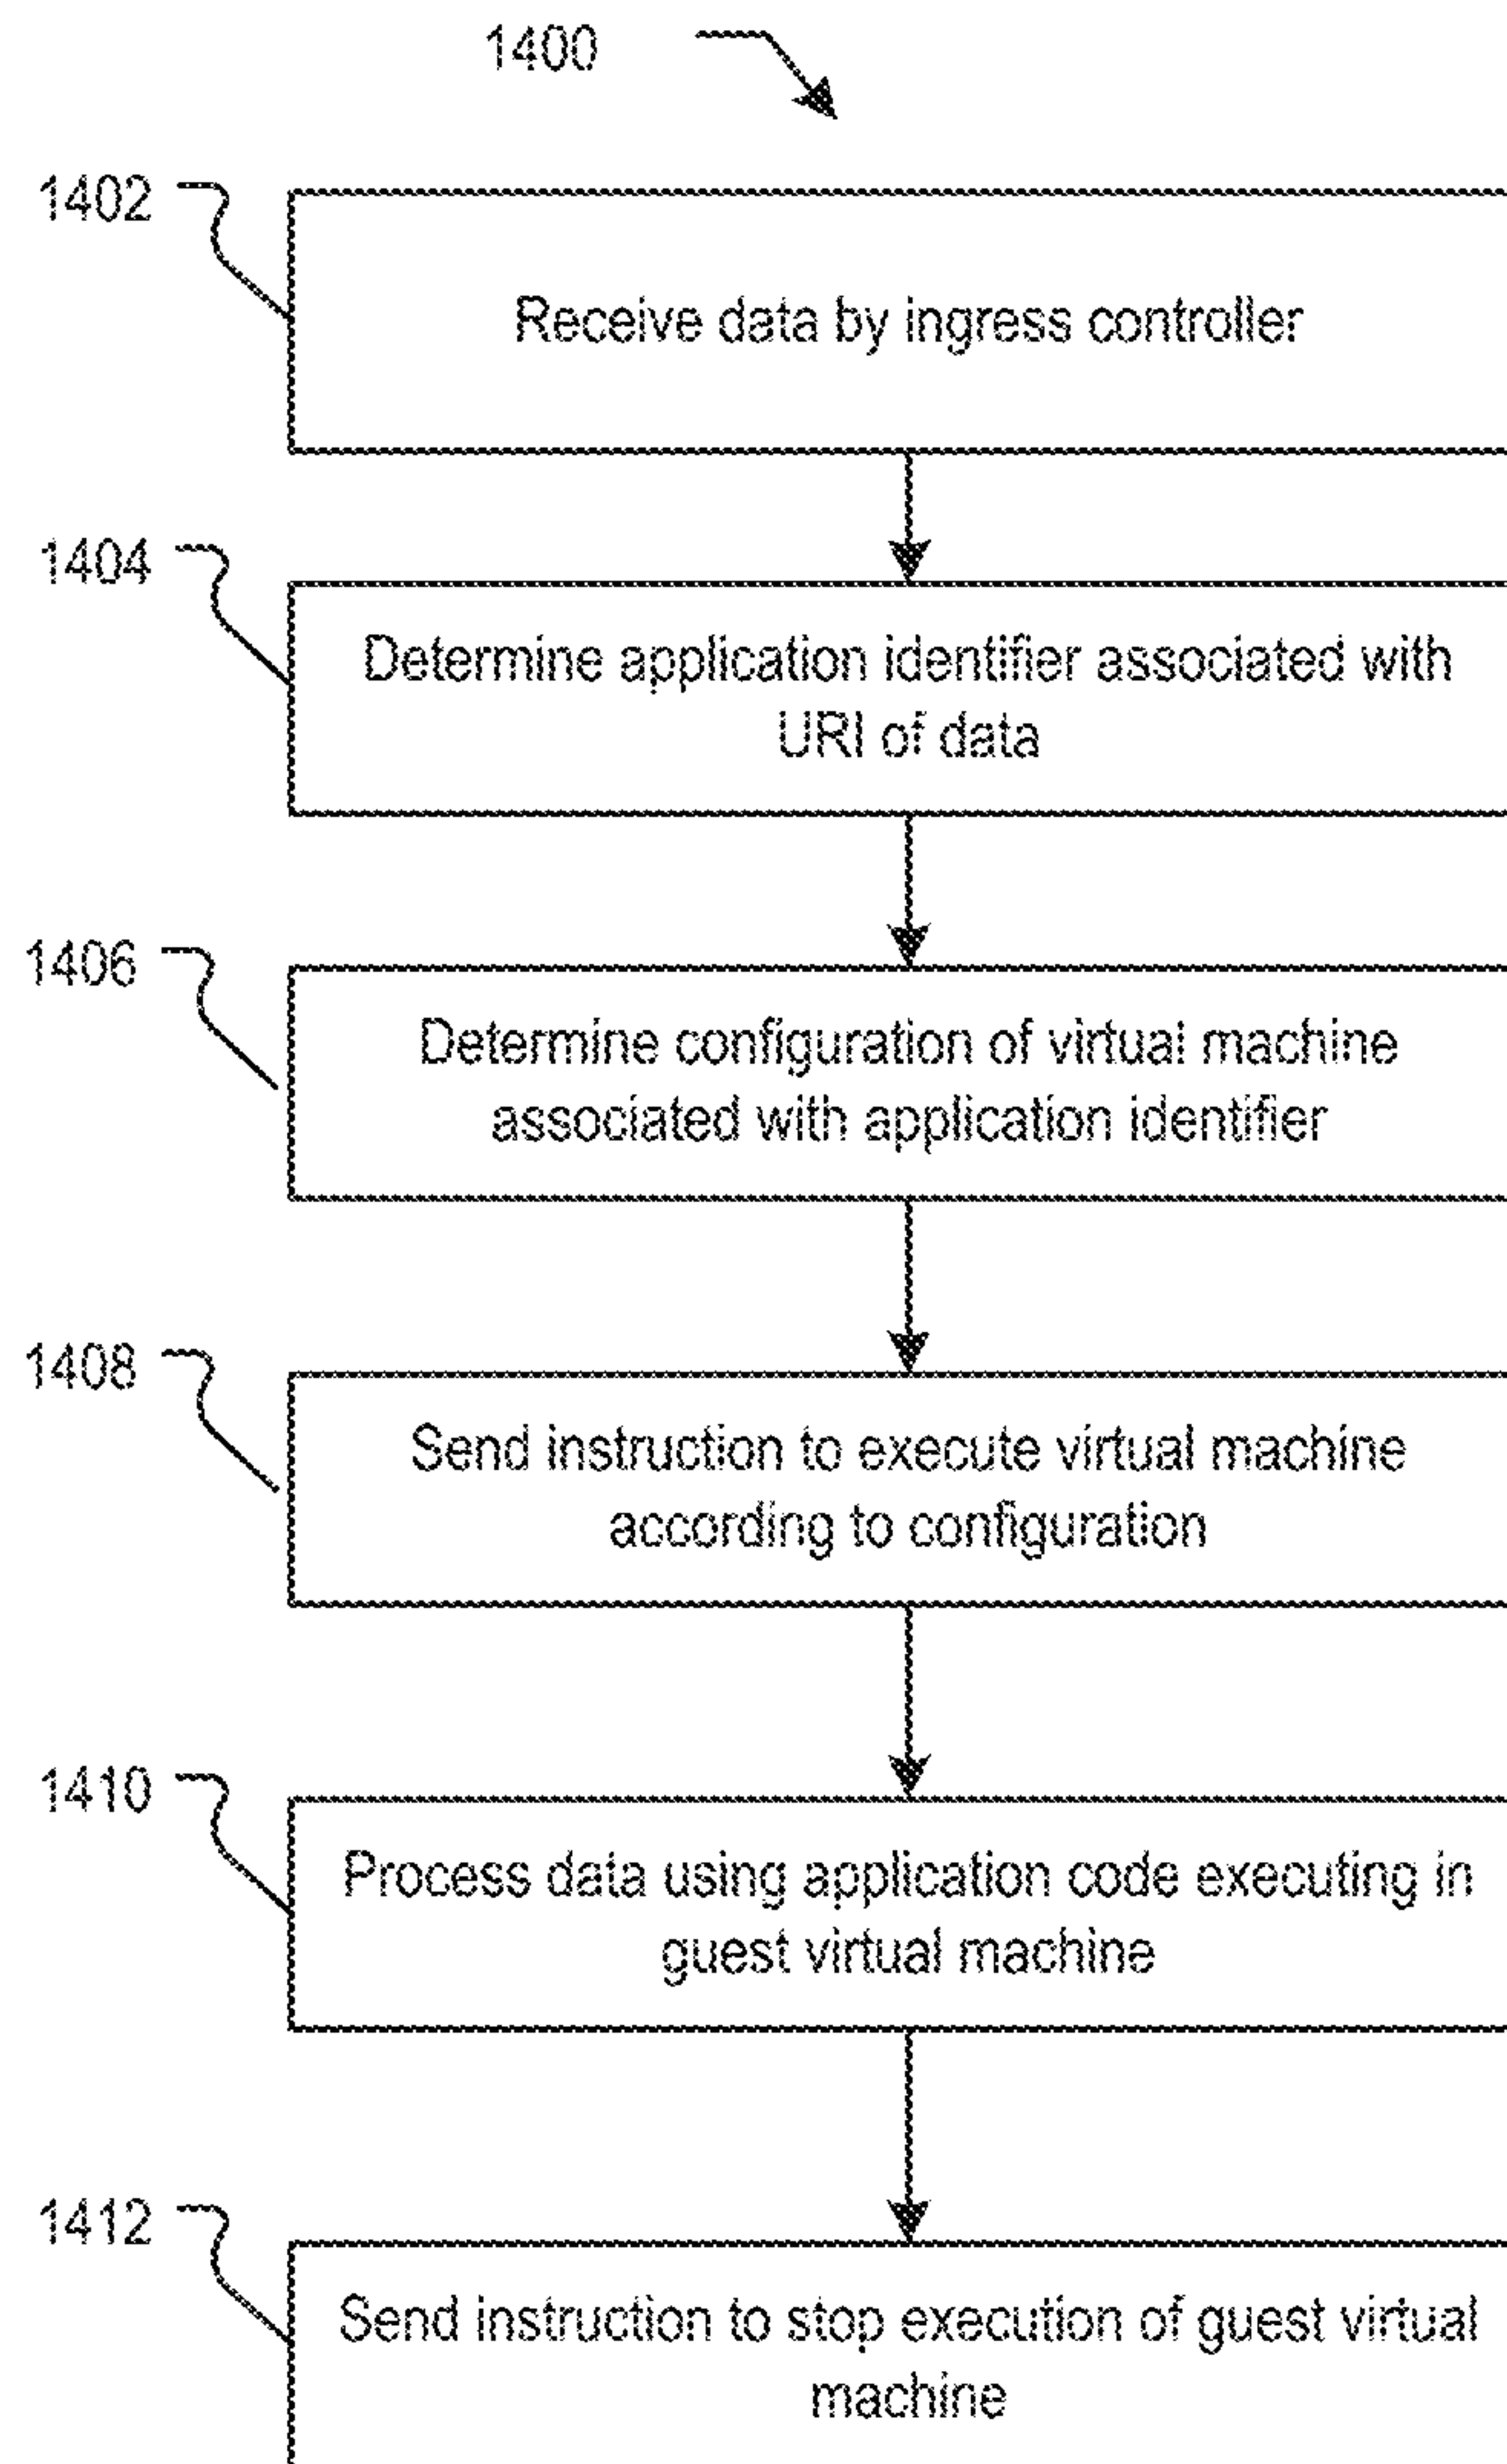 1400
1402
Receive data by ingress controller
1404
Determine application identifier associated with
URI of data
1406
Determine configuration of virtual machine
associated with application identifier
1408
Send instruction to execute virtual machine
according to configuration
1410
Process data using application code executing in
guest virtual machine
1412
Send instruction to stop execution of guest virtual
machine